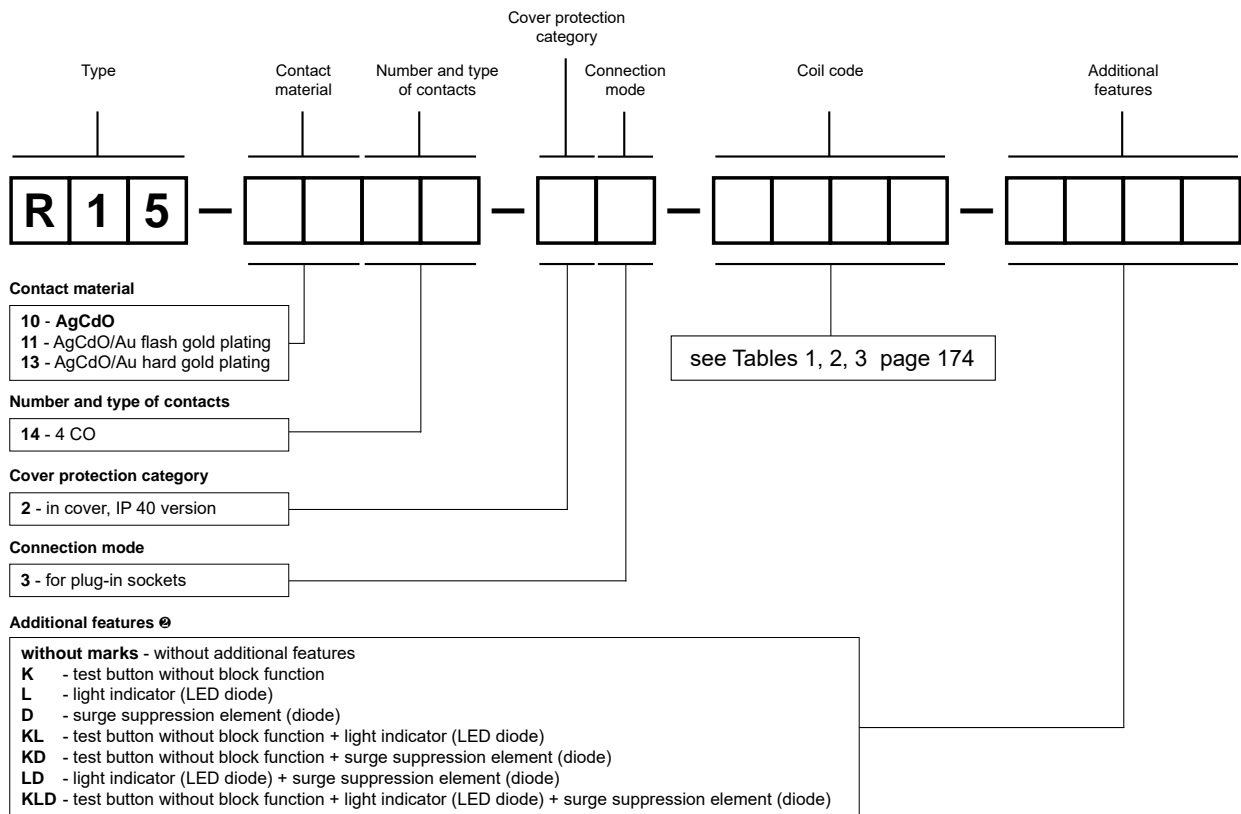 Cover protection
category
Type
Contact
material
Number and type
of contacts
Connection
mode
Coil code
Additional
features
R 1 5 – – – –
Contact material
10 - AgCdO
11 - AgCdO/Au flash gold plating
13 - AgCdO/Au hard gold plating
see Tables 1, 2, 3 page 174
Number and type of contacts
14 - 4 CO
Cover protection category
2 - in cover, IP 40 version
Connection mode
3 - for plug-in sockets
Additional features ❷
without marks - without additional features
K - test button without block function
L - light indicator (LED diode)
D - surge suppression element (diode)
KL - test button without block function + light indicator (LED diode)
KD - test button without block function + surge suppression element (diode)
LD - light indicator (LED diode) + surge suppression element (diode)
KLD - test button without block function + light indicator (LED diode) + surge suppression element (diode)